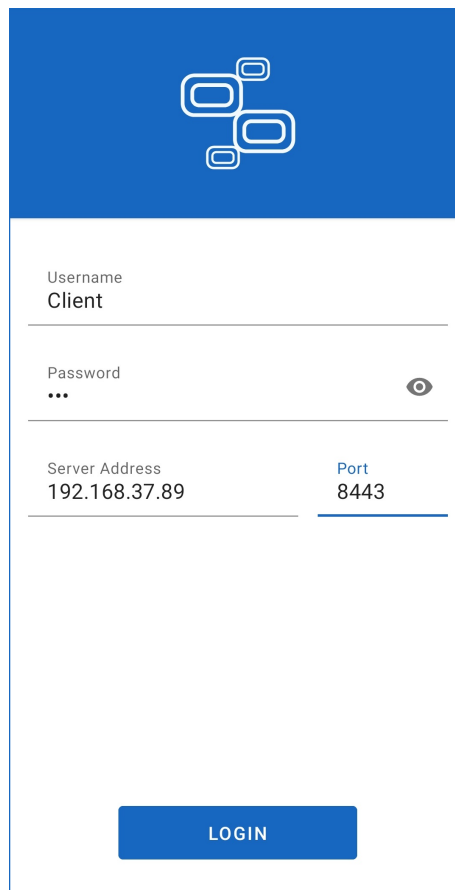 Username
Client
Password
•••
Server Address
192.168.37.89
Port
8443
LOGIN